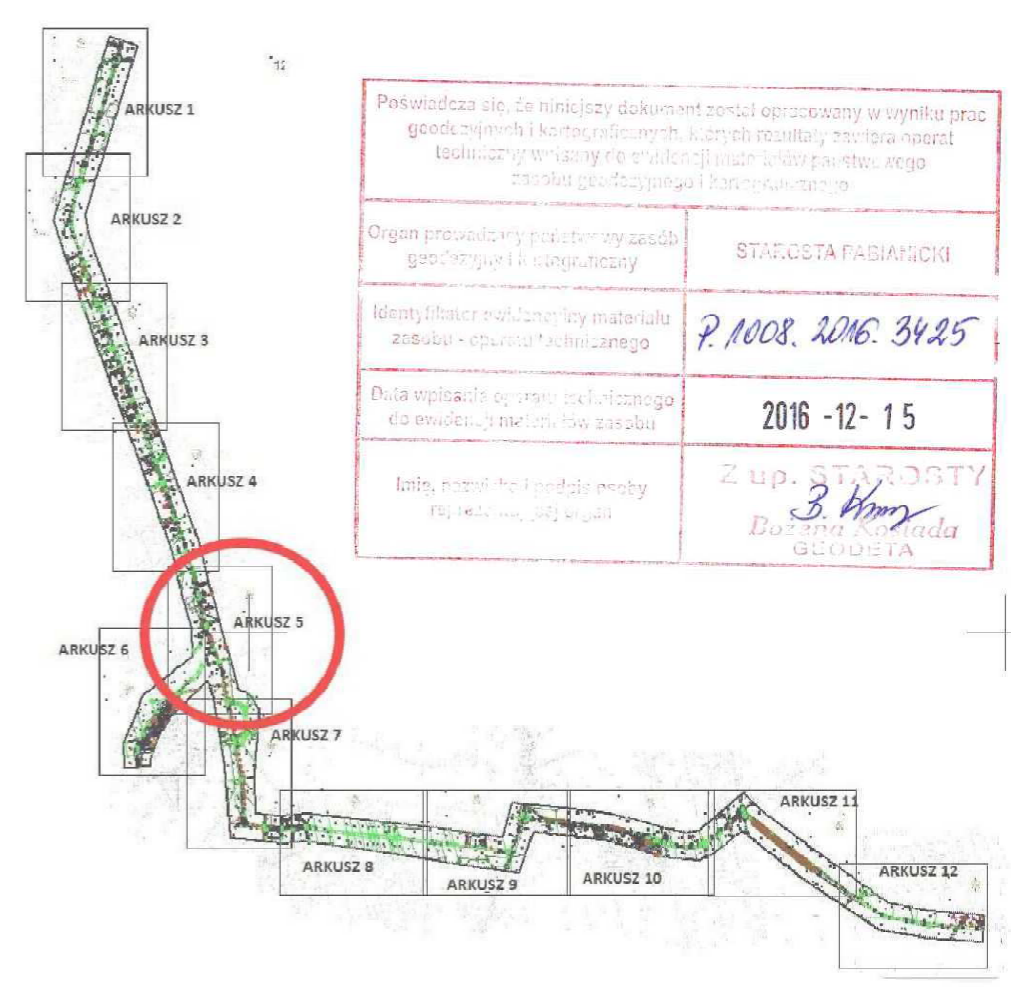 12
ARKUSZ 1
ARKUSZ 2
ARKUSZ 3
ARKUSZ 4
ARKUSZ 5
ARKUSZ 6
ARKUSZ 7
ARKUSZ 8
ARKUSZ 9
ARKUSZ 10
ARKUSZ 11
ARKUSZ 12
Poświadcza się, że niniejszy dokument został opracowany w wyniku prac
geodezyjnych i kartograficznych, których rezultaty zawiera operat
techniczny wpisany do ewidencji materiałów państwowego
zasobu geodezyjnego i kartograficznego
Organ prowadzący państwowy zasób
geodezyjny i kartograficzny
STAROSTA PABIANICKI
Identyfikator ewidencyjny materiału
zasobu - operatu technicznego
P. 1008. 2016. 3425
Data wpisania operatu technicznego
do ewidencji materiałów zasobu
2016 -12- 15
Imię, nazwisko i podpis osoby
reprezentującej organ
Z up. STAROSTY
Bożena
GEODETA